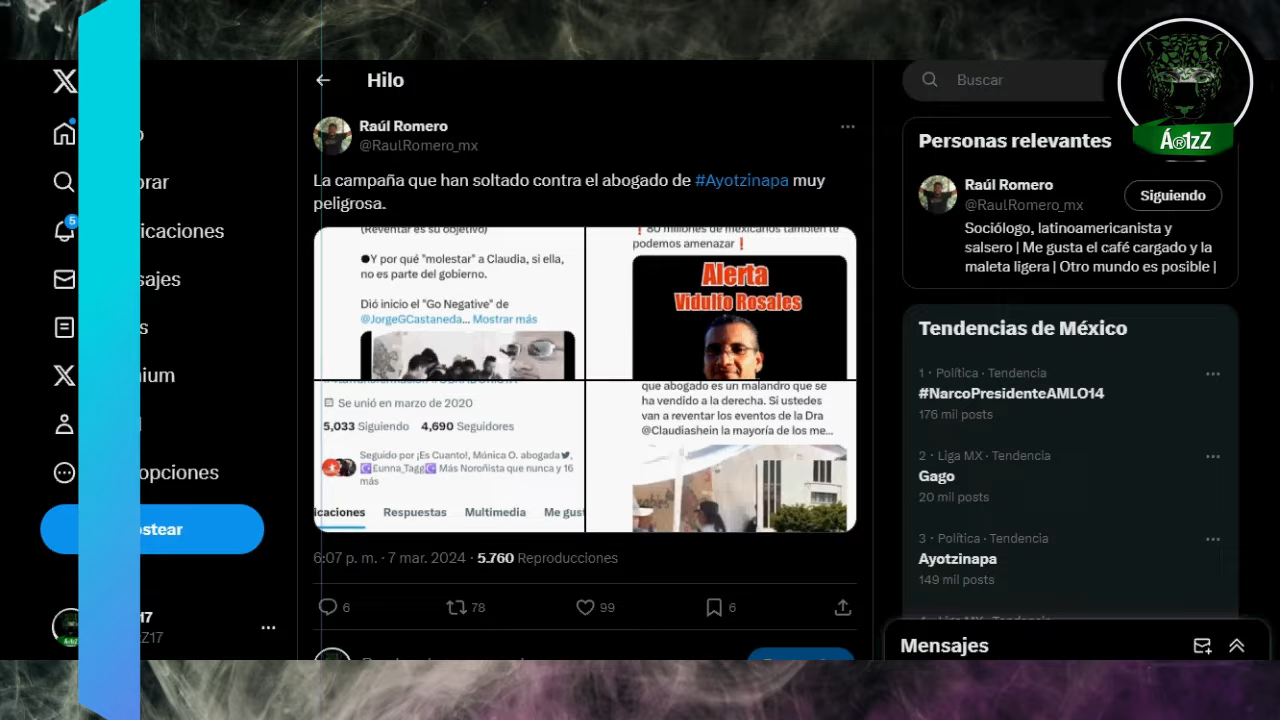 Hilo
Buscar
Á®1zZ
Raúl Romero
@RaulRomero_mx
La campaña que han soltado contra el abogado de #Ayotzinapa muy
peligrosa.
(Reventar es su objetivo)
●Y por qué "molestar" a Claudia, si ella,
no es parte del gobierno.
Dió inicio el "Go Negative" de
@JorgeGCastaneda... Mostrar más
❗80 millones de mexicanos también te
podemos amenazar❗
Alerta
Vidulfo Rosales
Se unió en marzo de 2020
5,033 Siguiendo 4,690 Seguidores
Seguido por ¡Es Cuanto!, Mónica O. abogada
Eunna_Tagg Más Noroñista que nunca y 16
más
icaciones Respuestas Multimedia Me gust
que abogado es un malandro que se
ha vendido a la derecha. Si ustedes
van a reventar los eventos de la Dra
@Claudiashein la mayoría de los me...
6:07 p. m. · 7 mar. 2024 · 5.760 Reproducciones
6 78 99 6
orar
5
icaciones
sajes
s
ium
opciones
stear
17
Z17
Personas relevantes
Raúl Romero
@RaulRomero_mx
Siguiendo
Sociólogo, latinoamericanista y
salsero | Me gusta el café cargado y la
maleta ligera | Otro mundo es posible |
Tendencias de México
1 · Política · Tendencia
#NarcoPresidenteAMLO14
176 mil posts
2 · Liga MX · Tendencia
Gago
20 mil posts
3 · Política · Tendencia
Ayotzinapa
149 mil posts
Mensajes